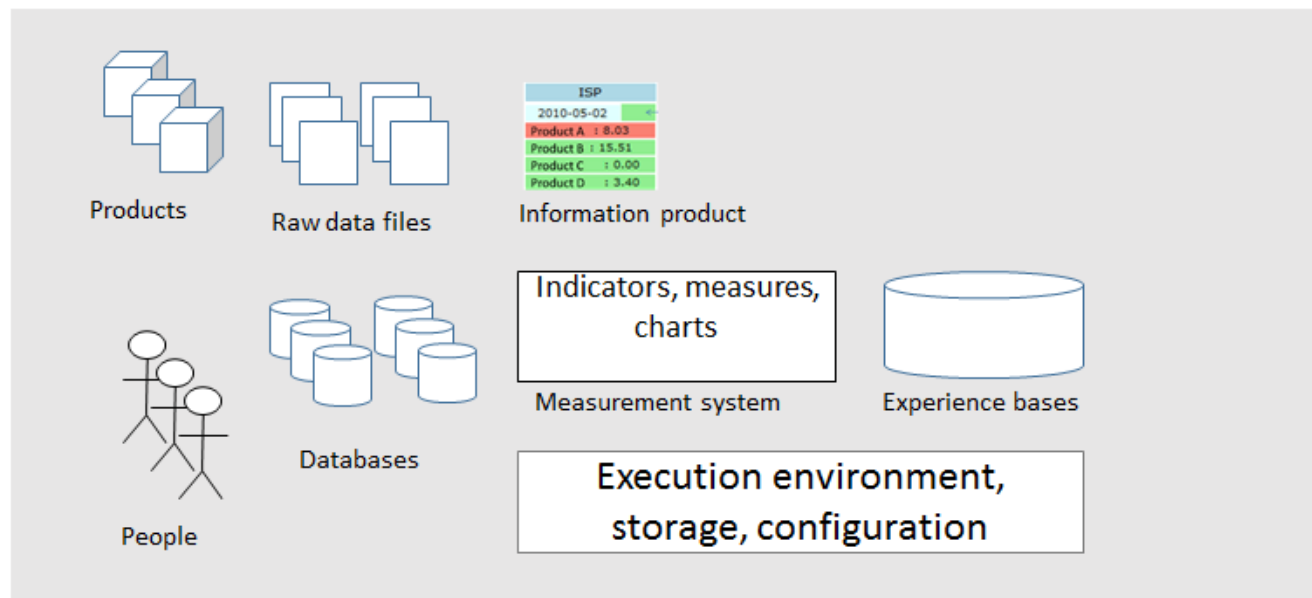 Products
Raw data files
ISP
2010-05-02 <-
Product A : 8.03
Product B : 15.51
Product C : 0.00
Product D : 3.40
Information product
People
Databases
Indicators, measures,
charts
Measurement system
Experience bases
Execution environment,
storage, configuration